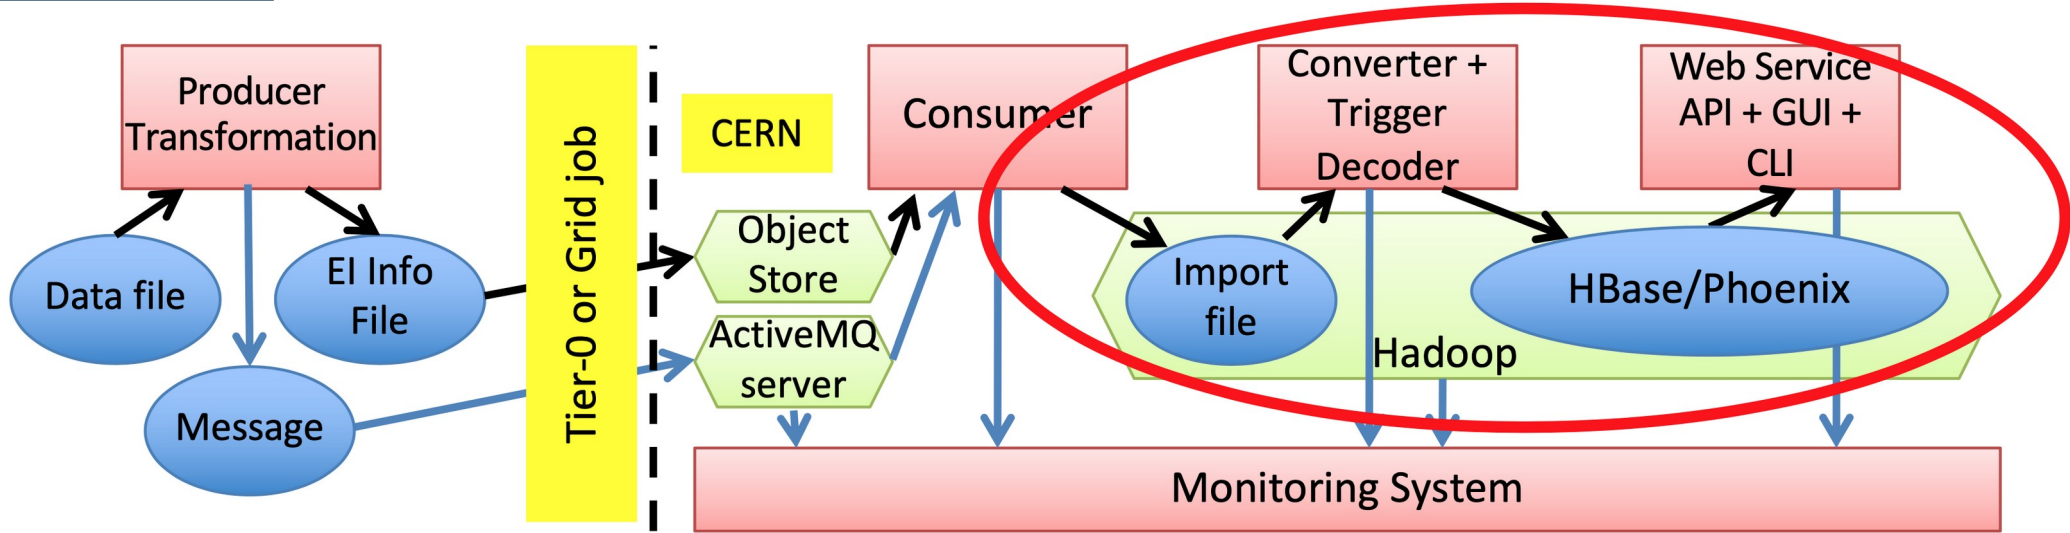 Producer
Transformation
Data file
EI Info
File
Message
Tier-0 or Grid job
CERN
Object
Store
ActiveMQ
server
Consumer
Converter +
Trigger
Decoder
Web Service
API + GUI +
CLI
Import
file
HBase/Phoenix
Hadoop
Monitoring System